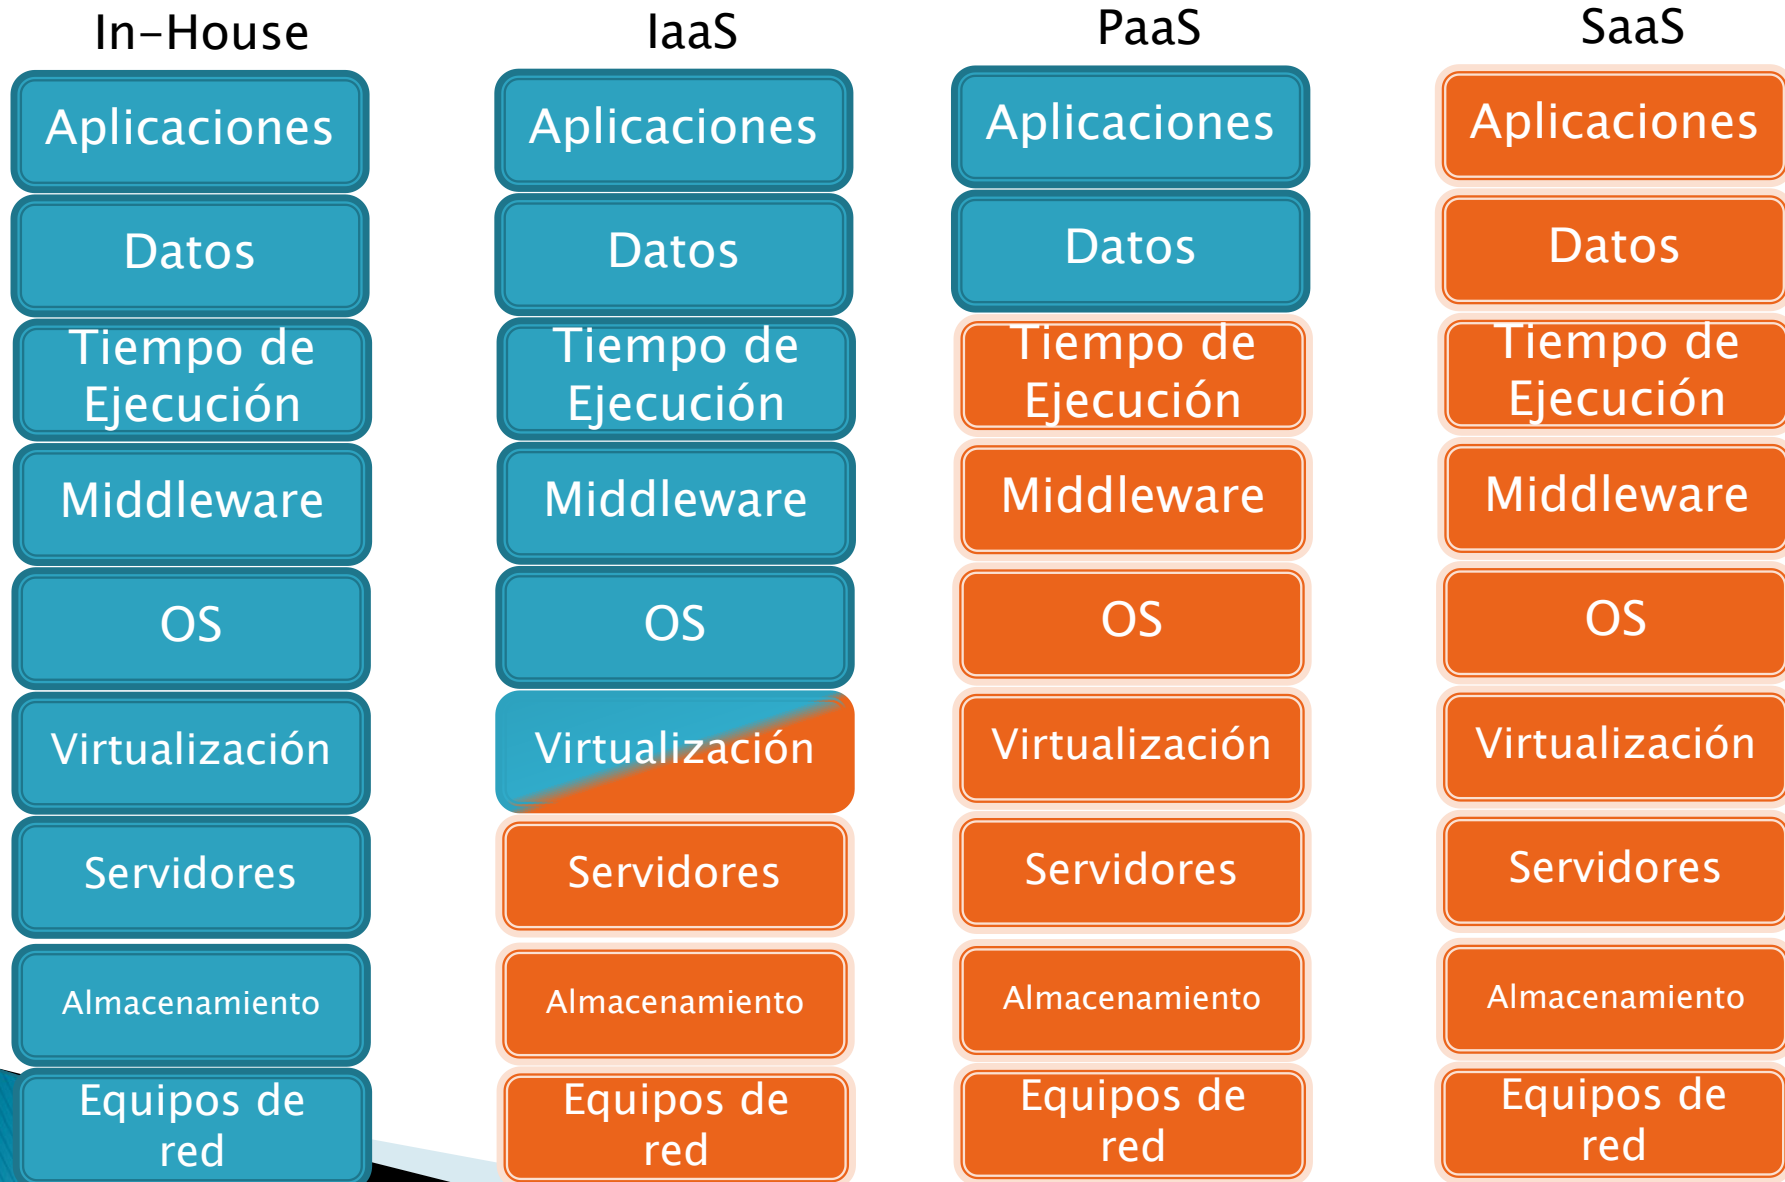 In-House
Aplicaciones
Datos
Tiempo de
Ejecución
Middleware
OS
Virtualización
Servidores
Almacenamiento
Equipos de
red
IaaS
Aplicaciones
Datos
Tiempo de
Ejecución
Middleware
OS
Virtualización
Servidores
Almacenamiento
Equipos de
red
PaaS
Aplicaciones
Datos
Tiempo de
Ejecución
Middleware
OS
Virtualización
Servidores
Almacenamiento
Equipos de
red
SaaS
Aplicaciones
Datos
Tiempo de
Ejecución
Middleware
OS
Virtualización
Servidores
Almacenamiento
Equipos de
red